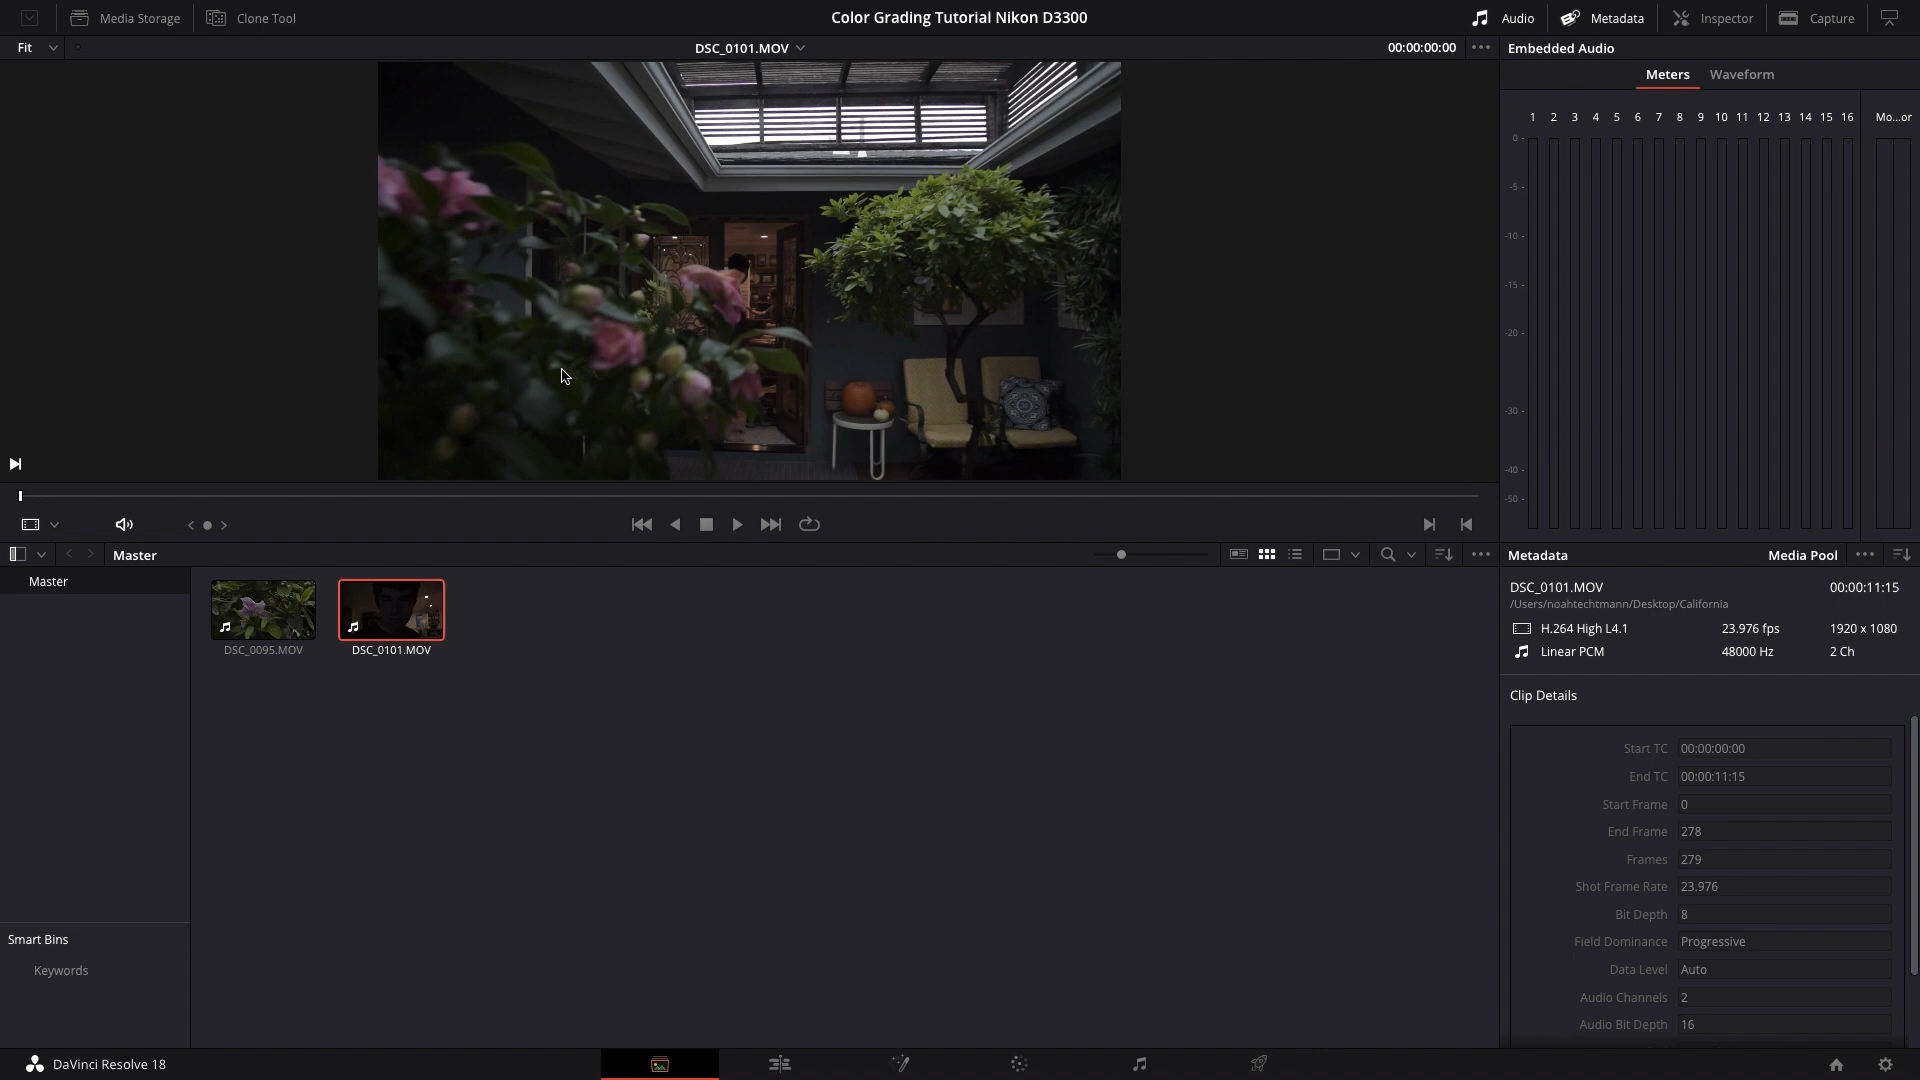 Media Storage
Clone Tool
Color Grading Tutorial Nikon D3300
Audio
Metadata
Inspector
Capture
Fit
DSC_0101.MOV
00:00:00:00
Embedded Audio
Meters
Waveform
1 2 3 4 5 6 7 8 9 10 11 12 13 14 15 16 Mo...or
0
-5
-10
-15
-20
-30
-40
-50
Master
Metadata
Media Pool
Master
DSC_0095.MOV
DSC_0101.MOV
DSC_0101.MOV 00:00:11:15
/Users/noahtechtmann/Desktop/California
H.264 High L4.1 23.976 fps 1920 x 1080
Linear PCM 48000 Hz 2 Ch
Clip Details
Start TC 00:00:00:00
End TC 00:00:11:15
Start Frame 0
End Frame 278
Frames 279
Shot Frame Rate 23.976
Bit Depth 8
Field Dominance Progressive
Data Level Auto
Audio Channels 2
Audio Bit Depth 16
Smart Bins
Keywords
DaVinci Resolve 18